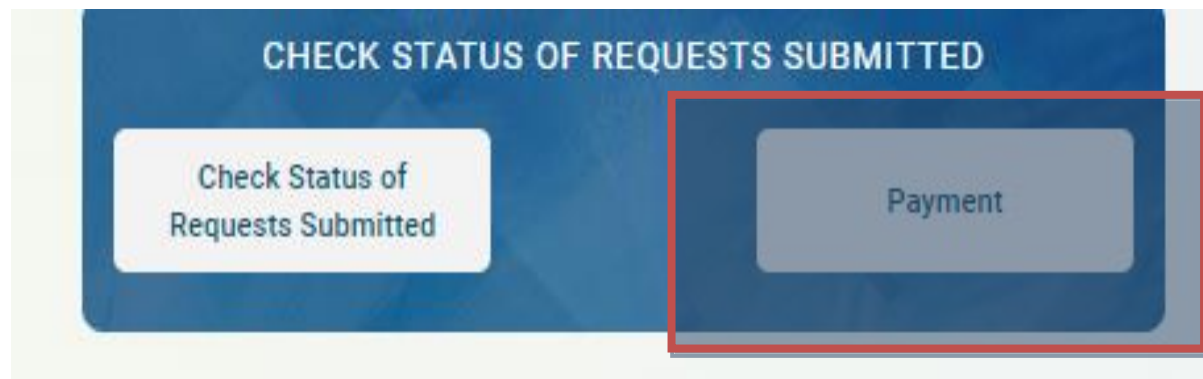 CHECK STATUS OF REQUESTS SUBMITTED
Check Status of
Requests Submitted
Payment